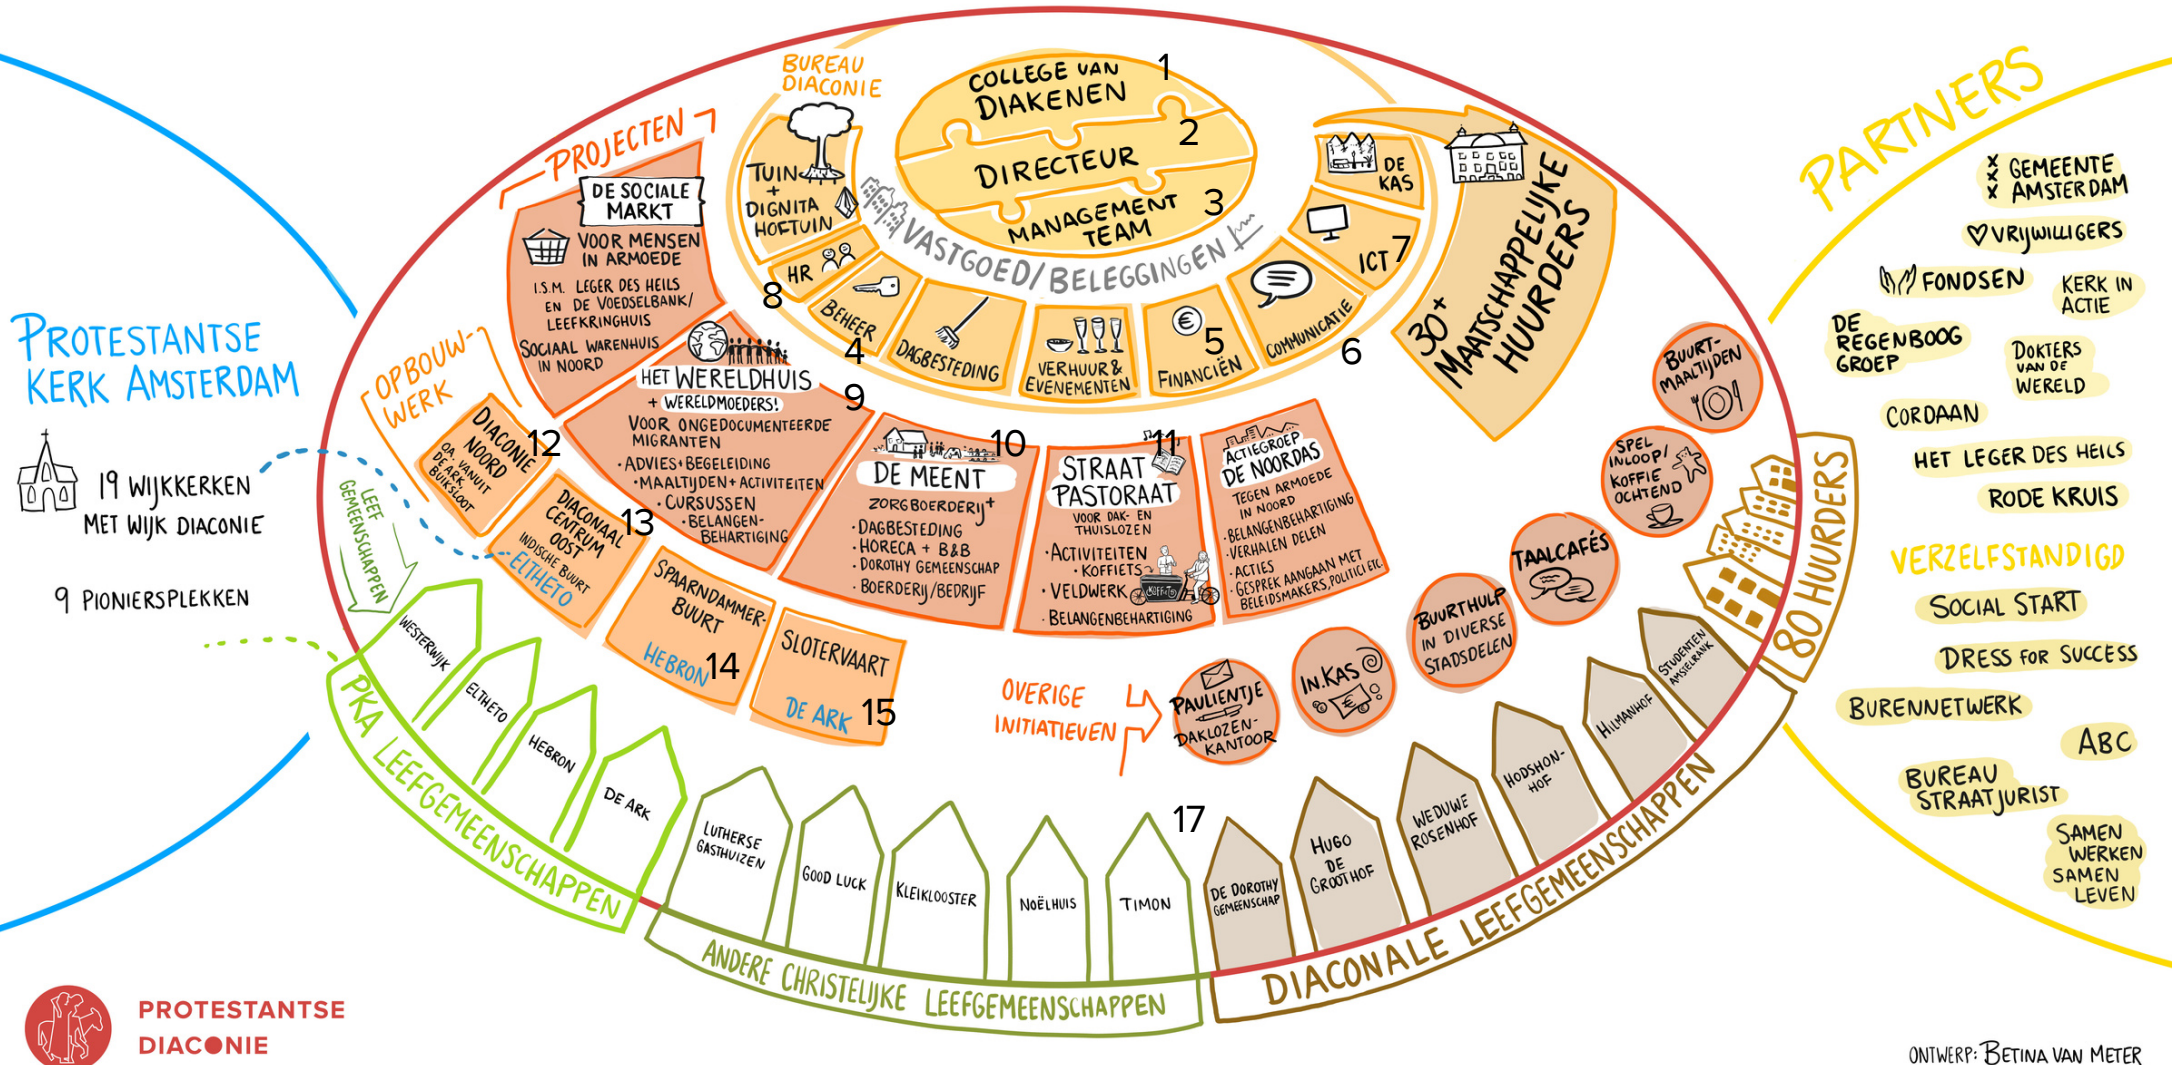 PROTESTANTSE
KERK AMSTERDAM
19 WIJKKERKEN
MET WIJK DIACONIE
9 PIONIERSPLEKKEN
BUREAU
DIACONIE
COLLEGE VAN
DIAKENEN
1
DIRECTEUR
2
MANAGEMENT
TEAM
3
VASTGOED/BELEGGINGEN
TUIN
+
DIGNITA
HOFTUIN
HR
8
BEHEER
4
DAGBESTEDING
VERHUUR &
EVENEMENTEN
FINANCIËN
5
COMMUNICATIE
6
ICT
7
DE
KAS
30+
MAATSCHAPPELIJKE
HUURDERS
PROJECTEN
DE SOCIALE
MARKT
VOOR MENSEN
IN ARMOEDE
I.S.M. LEGER DES HEILS
EN DE VOEDSELBANK/
LEEFKRINGHUIS
SOCIAAL WARENHUIS
IN NOORD
HET WERELDHUIS
+ WERELDMOEDERS!
9
VOOR ONGEDOCUMENTEERDE
MIGRANTEN
· ADVIES + BEGELEIDING
· MAALTIJDEN + ACTIVITEITEN
· CURSUSSEN
· BELANGEN-
BEHARTIGING
10
DE MEENT
ZORGBOERDERIJ+
· DAGBESTEDING
· HORECA + B&B
· DOROTHY GEMEENSCHAP
· BOERDERIJ/BEDRIJF
11
STRAAT
PASTORAAT
VOOR DAK- EN
THUISLOZEN
· ACTIVITEITEN
· KOFFIETS
· VELDWERK
· BELANGENBEHARTIGING
KOFFIETS
ACTIEGROEP
DE NOORDAS
TEGEN ARMOEDE
IN NOORD
· BELANGENBEHARTIGING
· VERHALEN DELEN
· ACTIES
· GESPREK AANGAAN MET
BELEIDSMAKERS, POLITICI ETC.
OPBOUW-
WERK
DIACONIE
NOORD
OA. VANUIT
DE ARK
BUIKSLOOT
12
DIACONAAL
CENTRUM
OOST
INDISCHE BUURT
ELTHETO
13
SPAARNDAMMER-
BUURT
HEBRON
14
SLOTERVAART
DE ARK
15
OVERIGE
INITIATIEVEN
PAULIENTJE
DAKLOZEN-
KANTOOR
IN.KAS
BUURTHULP
IN DIVERSE
STADSDELEN
TAALCAFÉS
SPEL
INLOOP/
KOFFIE
OCHTEND
BUURT-
MAALTIJDEN
LEEF
GEMEENSCHAPPEN
WESTERWIJK
ELTHETO
HEBRON
DE ARK
PKA LEEFGEMEENSCHAPPEN
LUTHERSE
GASTHUIZEN
GOOD LUCK
KLEIKLOOSTER
NOËLHUIS
TIMON
17
ANDERE CHRISTELIJKE LEEFGEMEENSCHAPPEN
DE DOROTHY
GEMEENSCHAP
HUGO
DE
GROOTHOF
WEDUWE
ROSENHOF
HODSHON-
HOF
HILMANHOF
STUDENTEN
AMSELRANK
DIACONALE LEEFGEMEENSCHAPPEN
80 HUURDERS
PARTNERS
XXX GEMEENTE
AMSTERDAM
VRIJWILLIGERS
FONDSEN
KERK IN
ACTIE
DE
REGENBOOG
GROEP
DOKTERS
VAN DE
WERELD
CORDAAN
HET LEGER DES HEILS
RODE KRUIS
VERZELFSTANDIGD
SOCIAL START
DRESS FOR SUCCESS
BURENNETWERK
ABC
BUREAU
STRAATJURIST
SAMEN
WERKEN
SAMEN
LEVEN
PROTESTANTSE
DIACONIE
ONTWERP: BETINA VAN METER